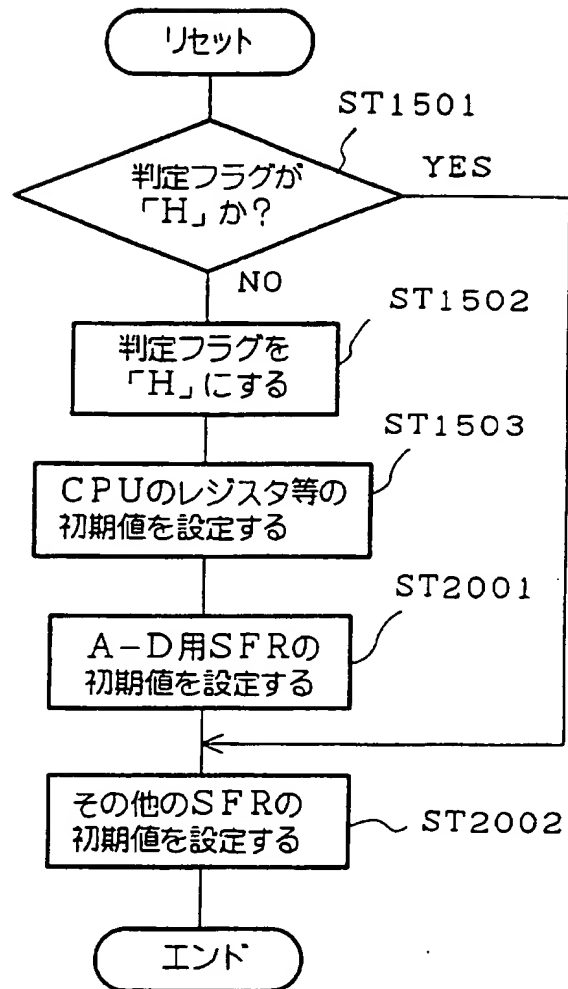 リセット
ST1501
判定フラグが
「H」か?
YES
NO
ST1502
判定フラグを
「H」にする
ST1503
CPUのレジスタ等の
初期値を設定する
ST2001
A-D用SFRの
初期値を設定する
その他のSFRの
初期値を設定する
ST2002
エンド